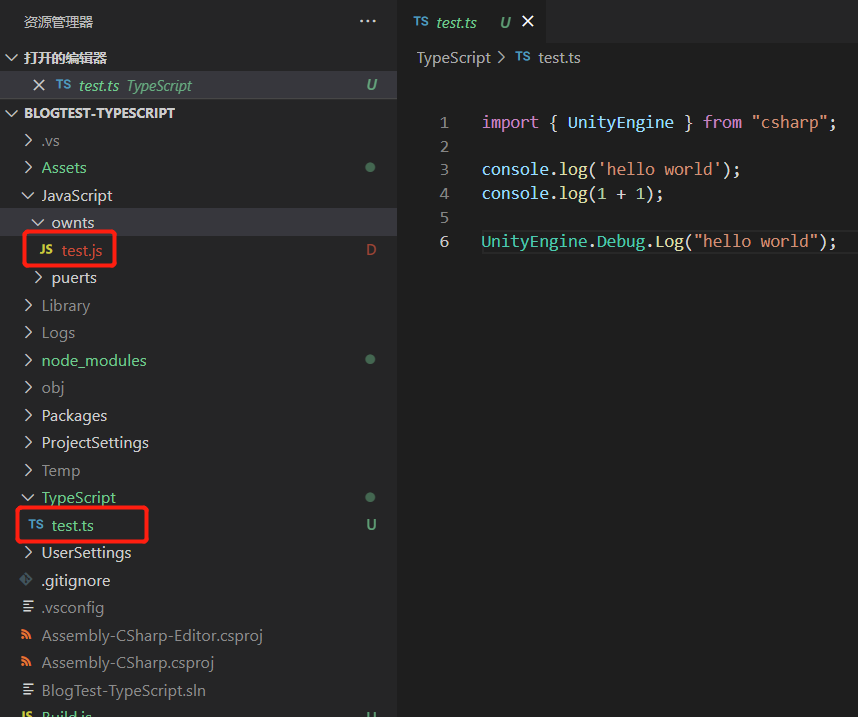 资源管理器 ···
打开的编辑器
TS test.ts TypeScript U
BLOGTEST-TYPESCRIPT
.vs
Assets
JavaScript
ownts
JS test.js D
puerts
Library
Logs
node_modules
obj
Packages
ProjectSettings
Temp
TypeScript
TS test.ts U
UserSettings
.gitignore
.vsconfig
Assembly-CSharp-Editor.csproj
Assembly-CSharp.csproj
BlogTest-TypeScript.sln
JS Build.js U
TS test.ts U
TypeScript > TS test.ts
1 import { UnityEngine } from "csharp";
2
3 console.log('hello world');
4 console.log(1 + 1);
5
6 UnityEngine.Debug.Log("hello world");